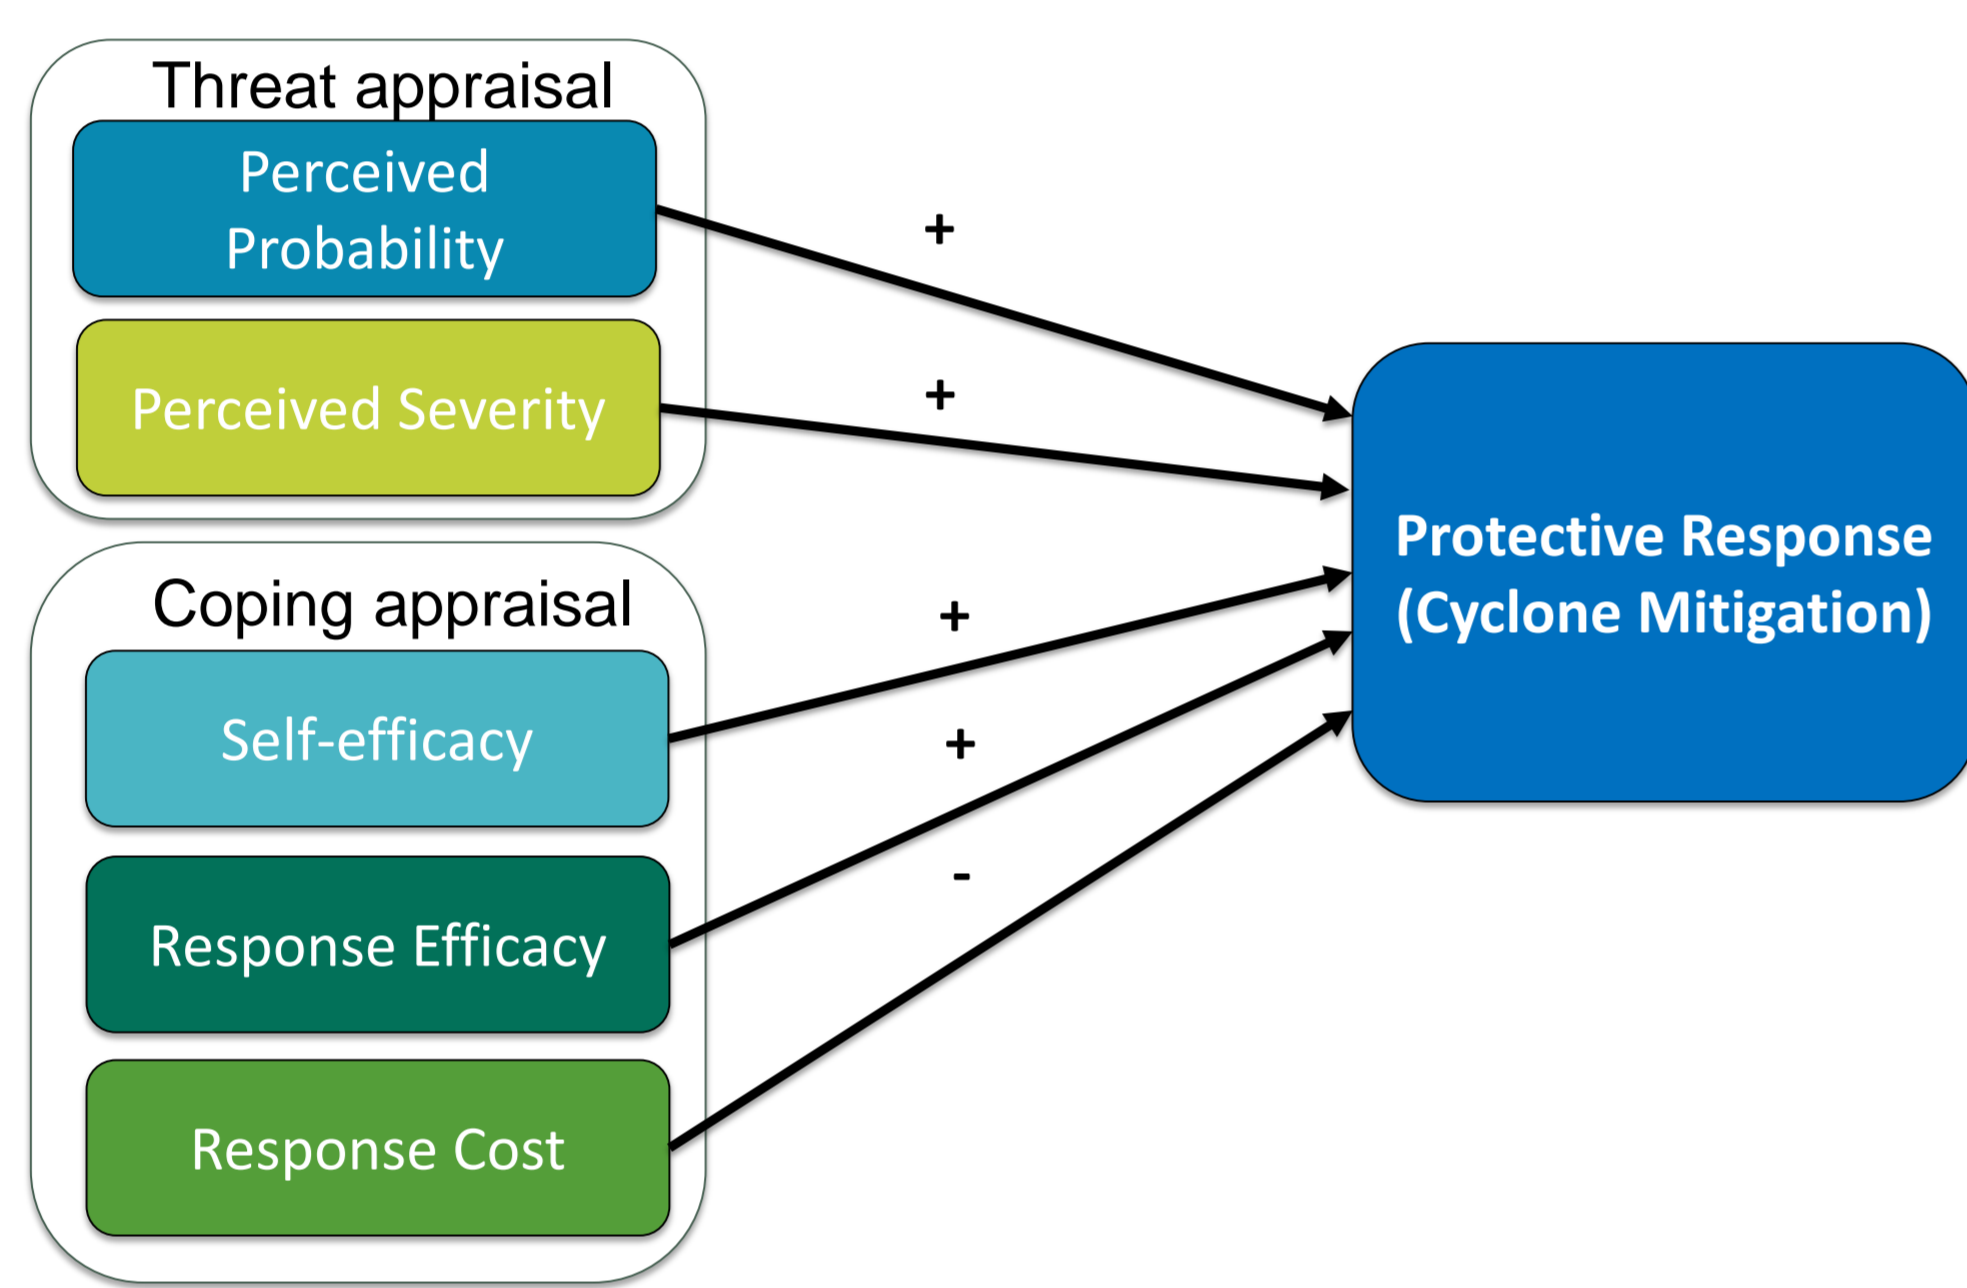 Threat appraisal
Perceived
Probability
Perceived Severity
Coping appraisal
Self-efficacy
Response Efficacy
Response Cost
+
+
+
+
-
Protective Response
(Cyclone Mitigation)